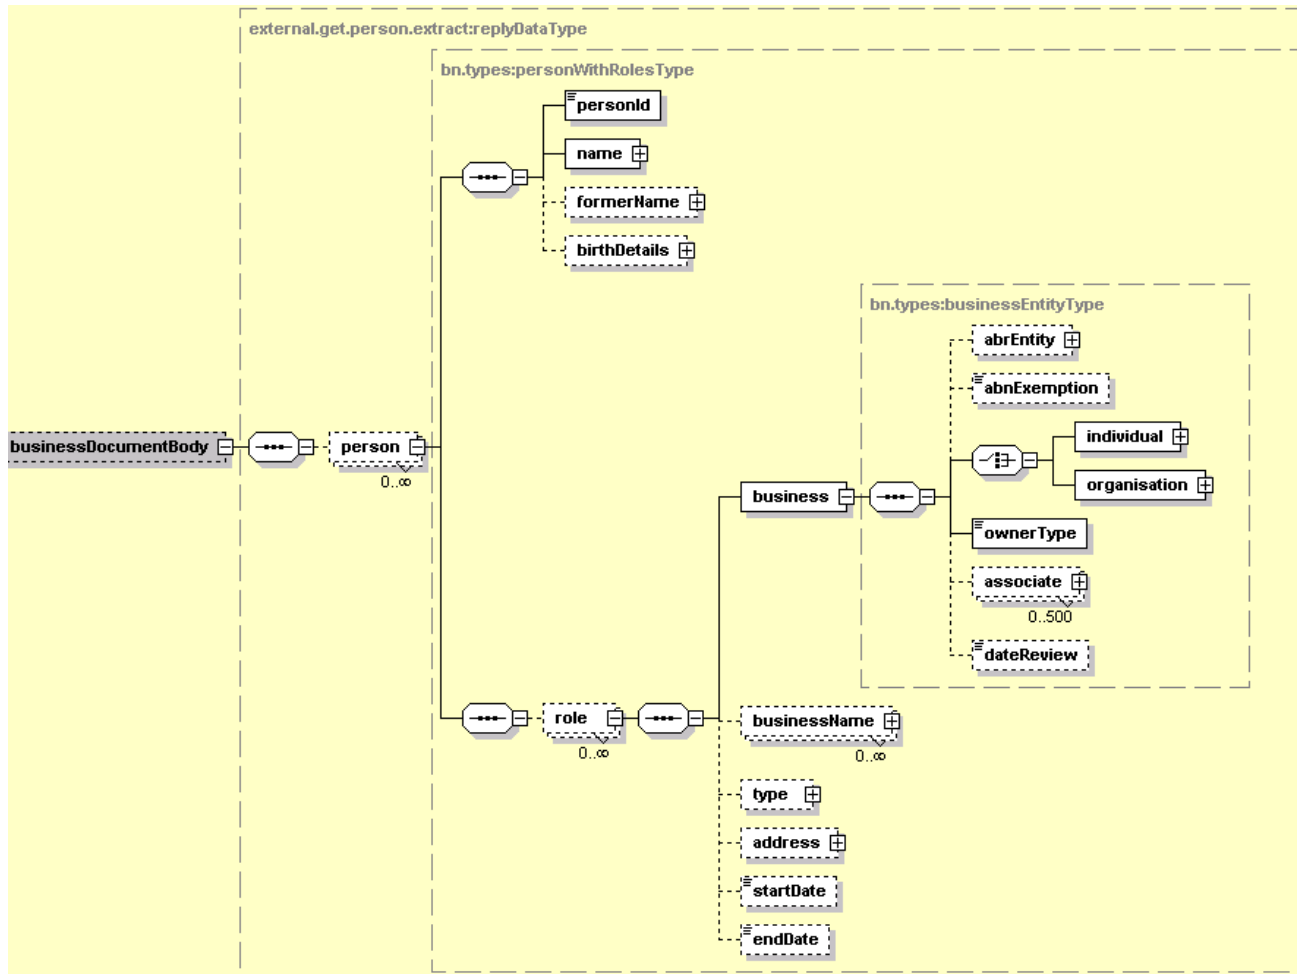 external.get.person.extract:replyDataType
bn.types:personWithRolesType
personId
name
formerName
birthDetails
bn.types:businessEntityType
abrEntity
abnExemption
individual
organisation
businessDocumentBody
person
0..∞
business
ownerType
associate
0..500
dateReview
role
0..∞
businessName
0..∞
type
address
startDate
endDate